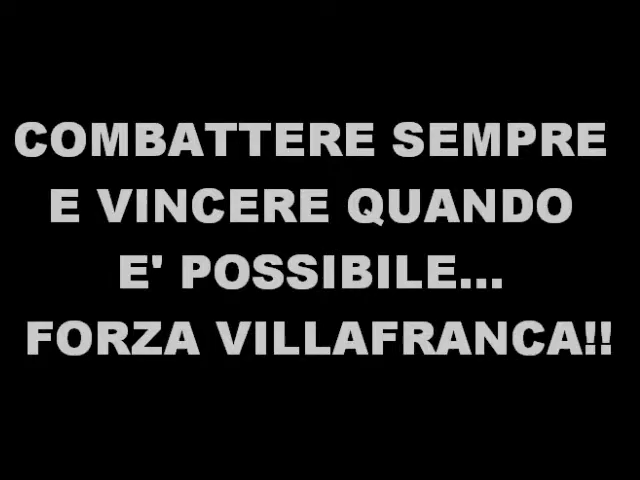 COMBATTERE SEMPRE
E VINCERE QUANDO
E' POSSIBILE...
FORZA VILLAFRANCA!!